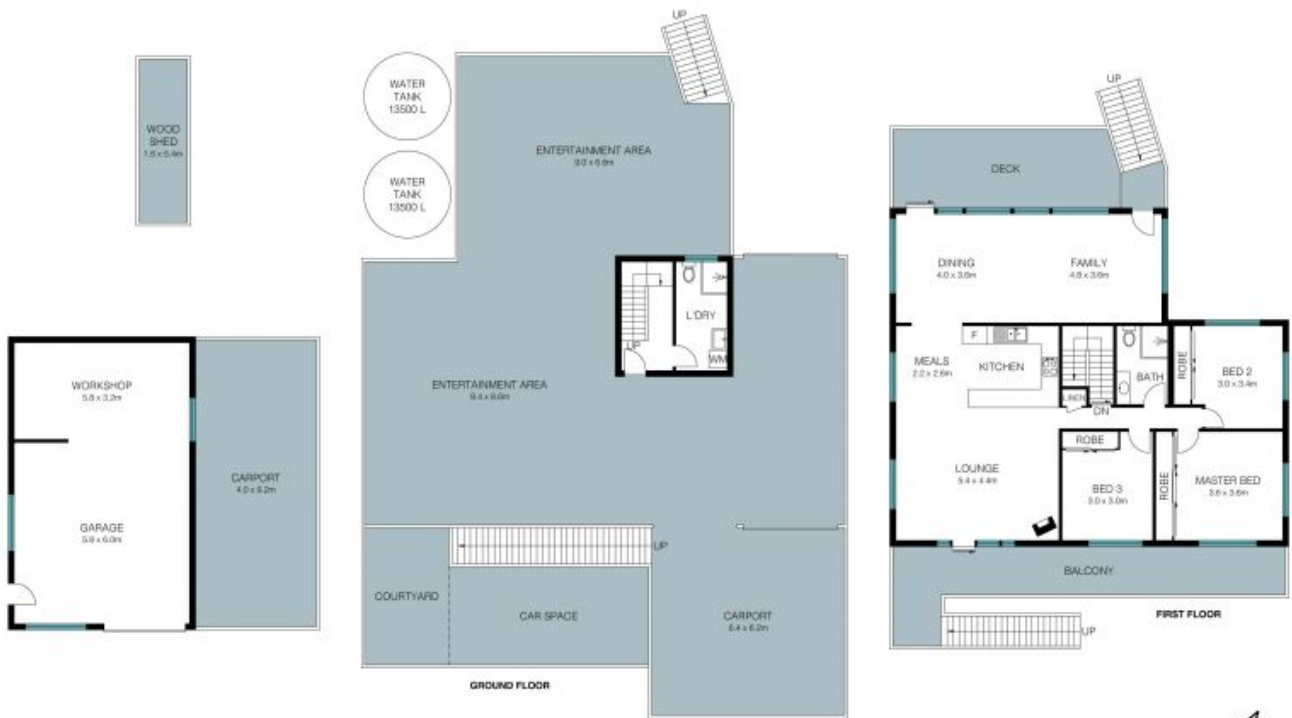 WOOD
SHED
1.6 x 5.4m
WORKSHOP
5.8 x 3.2m
GARAGE
5.8 x 6.0m
CARPORT
4.0 x 9.2m
WATER
TANK
13500 L
WATER
TANK
13500 L
UP
ENTERTAINMENT AREA
9.0 x 6.6m
UP
L'DRY
WM
ENTERTAINMENT AREA
UP
COURTYARD
CAR SPACE
CARPORT
6.4 x 6.2m
GROUND FLOOR
UP
DECK
DINING
4.0 x 3.6m
FAMILY
4.8 x 3.6m
MEALS
2.2 x 2.6m
F
KITCHEN
LINEN
DN
BATH
ROBE
BED 2
3.0 x 3.4m
LOUNGE
5.4 x 4.4m
ROBE
BED 3
3.0 x 3.0m
ROBE
MASTER BED
3.6 x 3.6m
BALCONY
UP
FIRST FLOOR